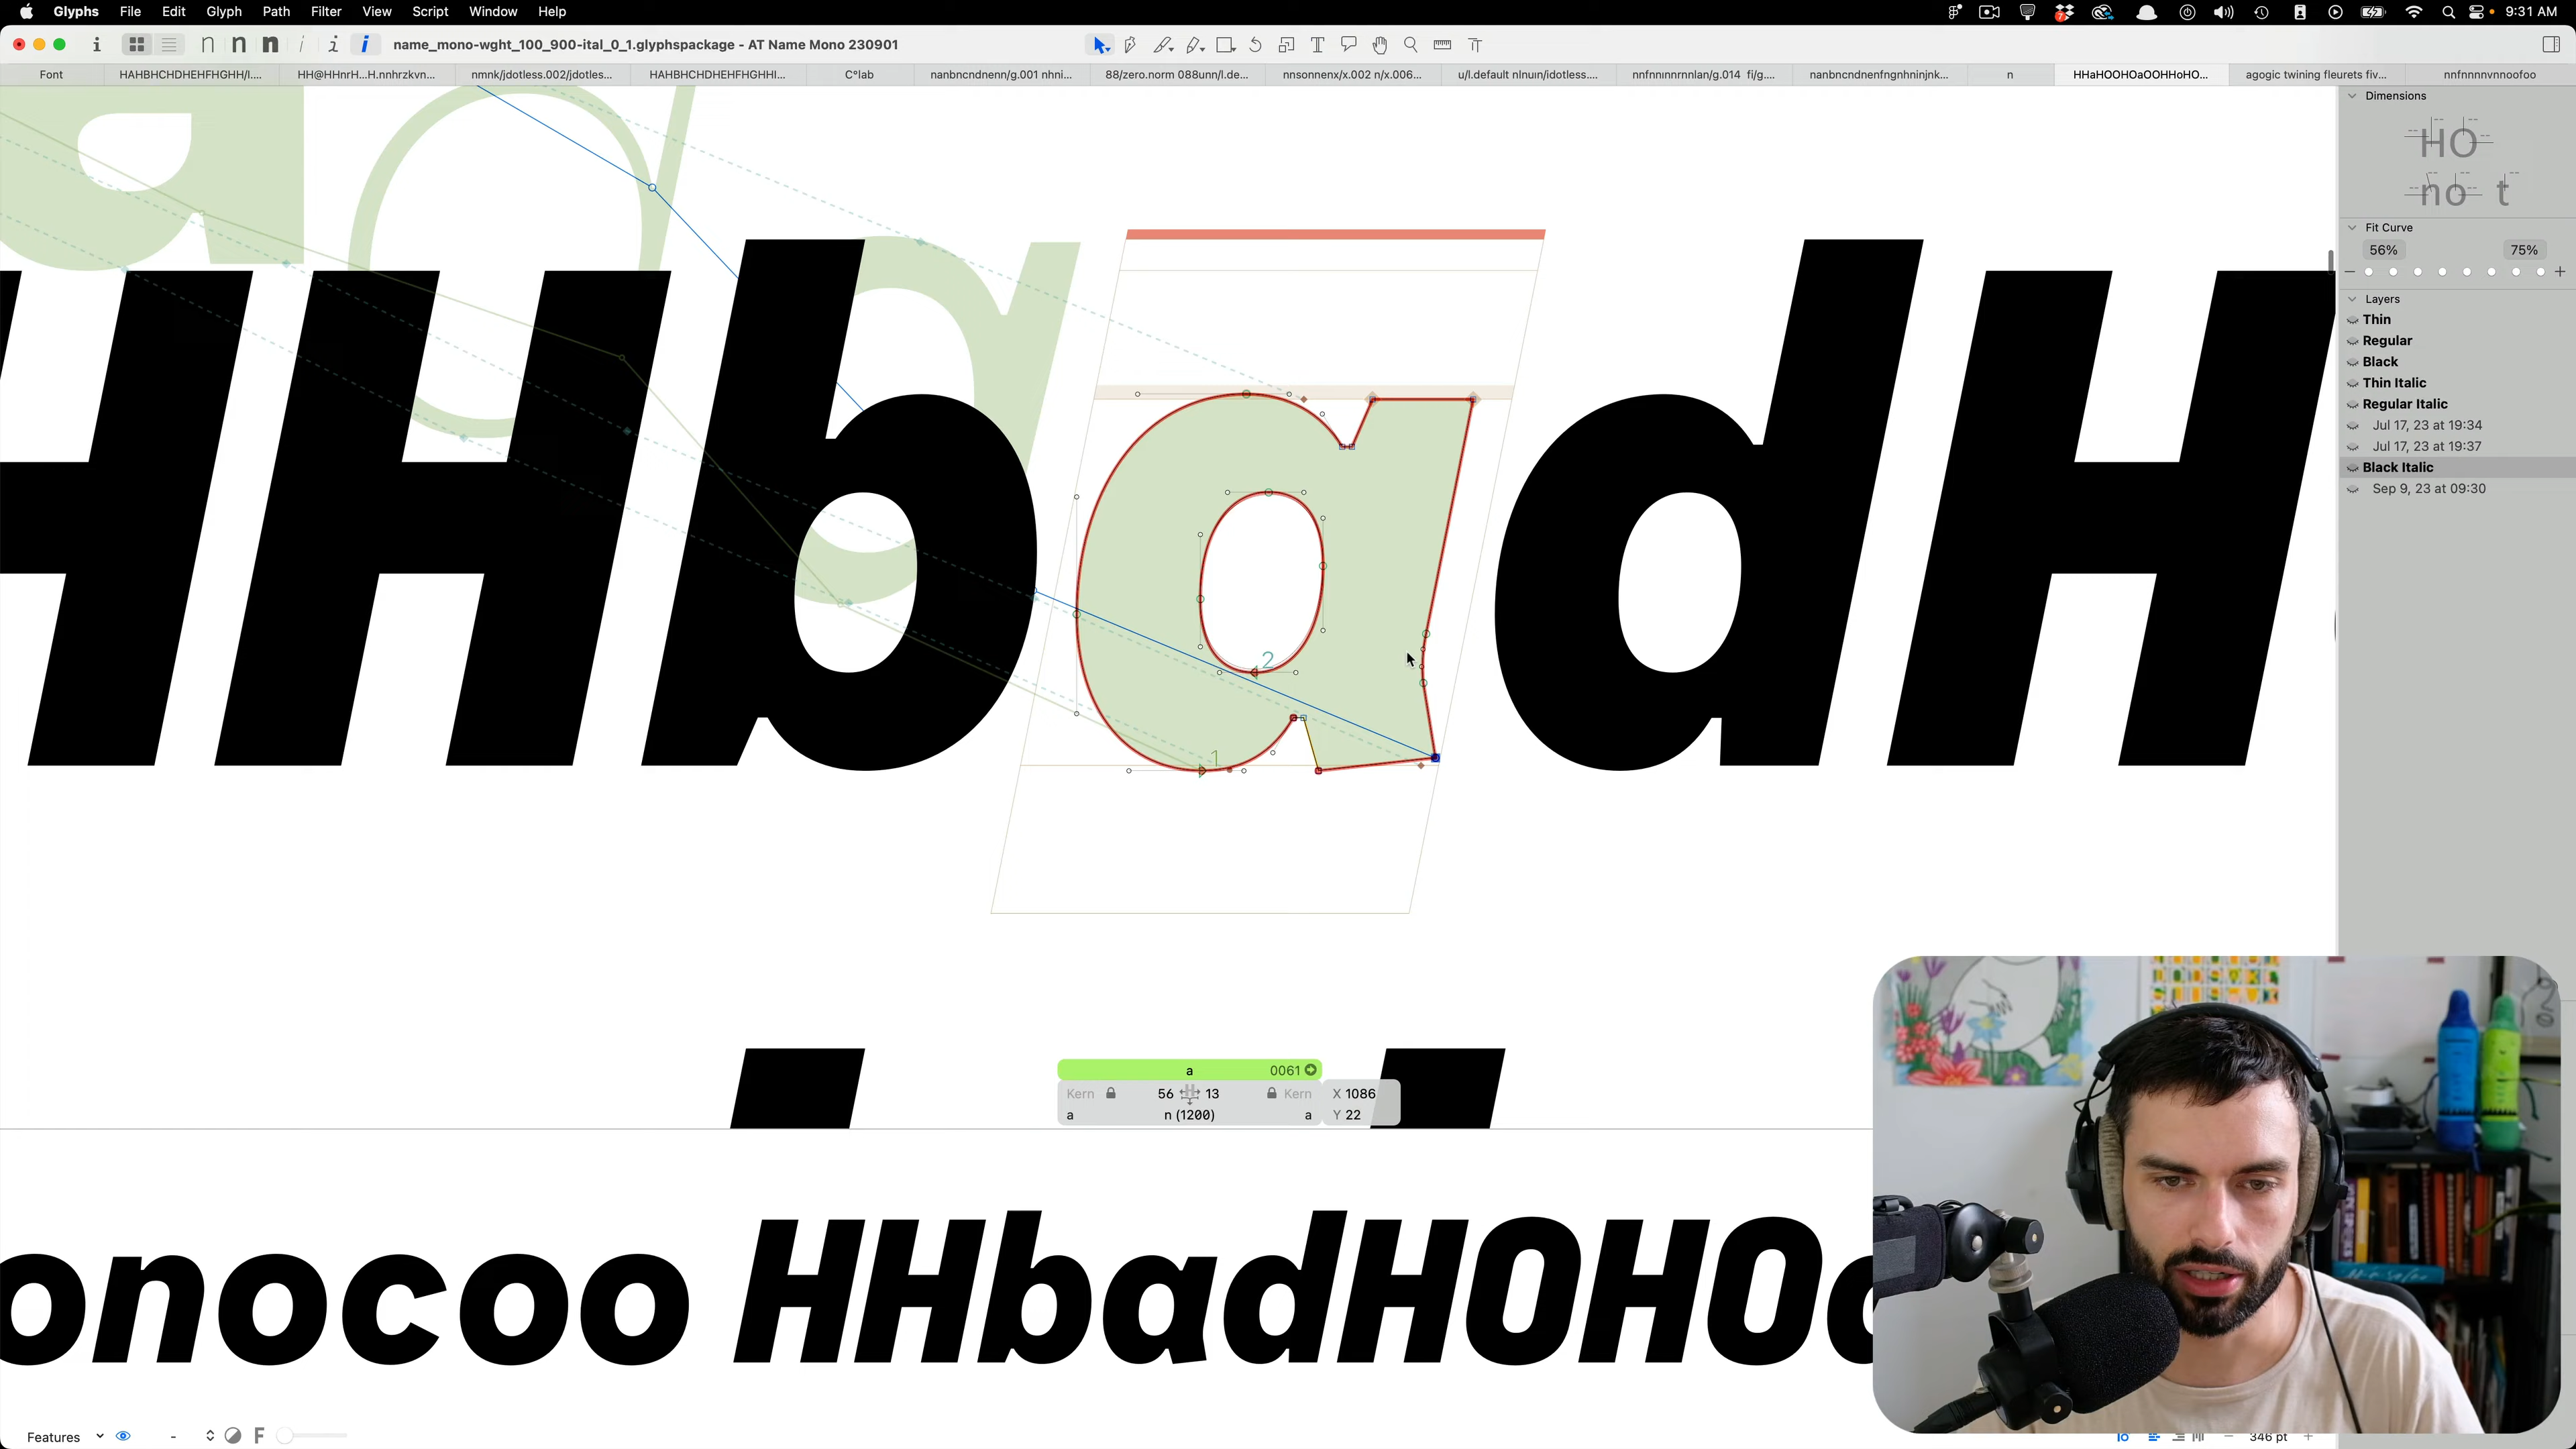 Glyphs File Edit Glyph Path Filter View Script Window Help 9:31 AM
name_mono-wght_100_900-ital_0_1.glyphspackage - AT Name Mono 230901
Font HAHBHCHDHEHFHGHH/l.... HH@HHnrH...H.nnhrzkvn... nmnk/jdotless.002/jdotles... HAHBHCHDHEHFHGHHI... C°lab nanbncndnenn/g.001 nhni... 88/zero.norm 088unn/l.de... nnsonnenx/x.002 n/x.006... u/l.default nlnuın/idotless.... nnfnnınnrnnlan/g.014 fi/g.... nanbncndnenfngnhninjnk... n HHaHOOHOaOOHHoHO... agogic twining fleurets fiv... nnfnnnnvnnoofoo
Dimensions
HO
no t
Fit Curve
56% 75%
Layers
Thin
Regular
Black
Thin Italic
Regular Italic
Jul 17, 23 at 19:34
Jul 17, 23 at 19:37
Black Italic
Sep 9, 23 at 09:30
HHbadH
2
1
a 0061
Kern 56 13 Kern X 1086
a n (1200) a Y 22
onocoo HHbadHOHO
Features - F 346 pt